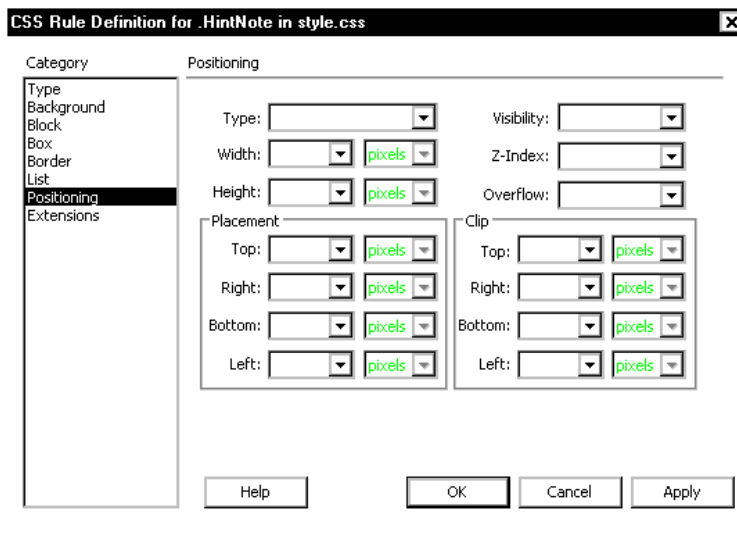 CSS Rule Definition for .HintNote in style.css
Category
Type
Background
Block
Box
Border
List
Positioning
Extensions
Positioning
Type:
Visibility:
Width: pixels
Z-Index:
Height: pixels
Overflow:
Placement
Top: pixels
Right: pixels
Bottom: pixels
Left: pixels
Clip
Top: pixels
Right: pixels
Bottom: pixels
Left: pixels
Help
OK
Cancel
Apply